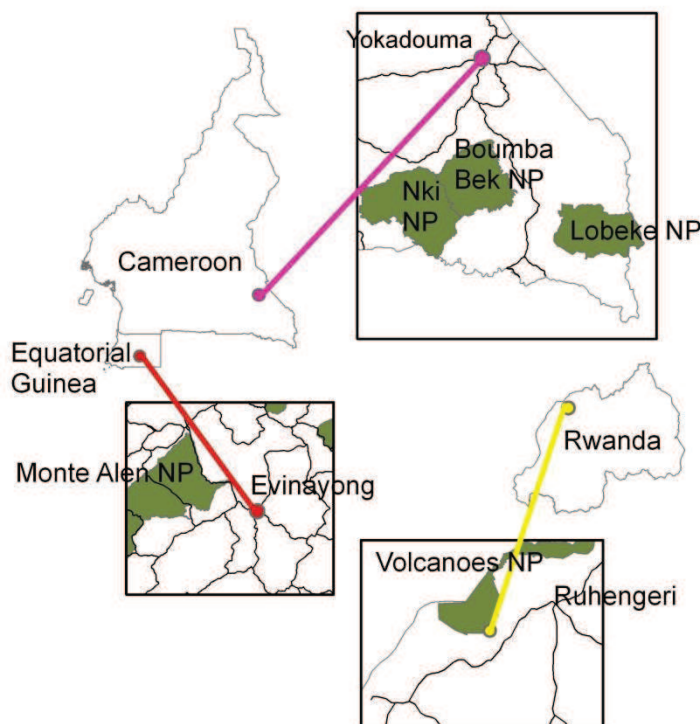 Yokadouma
Boumba
Bek NP
Nki
NP
Lobeke NP
Cameroon
Equatorial
Guinea
Rwanda
Monte Alen NP
Evinayong
Volcanoes NP
Ruhengeri